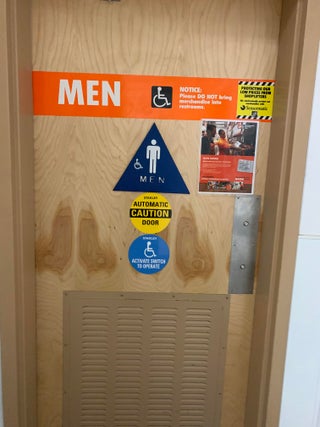 MEN
NOTICE:
Please DO NOT bring
merchandise into
restrooms.
PROTECTING OUR
LOW PRICES FROM
SHOPLIFTERS
MEN
STANLEY
AUTOMATIC
CAUTION
DOOR
STANLEY
ACTIVATE SWITCH
TO OPERATE